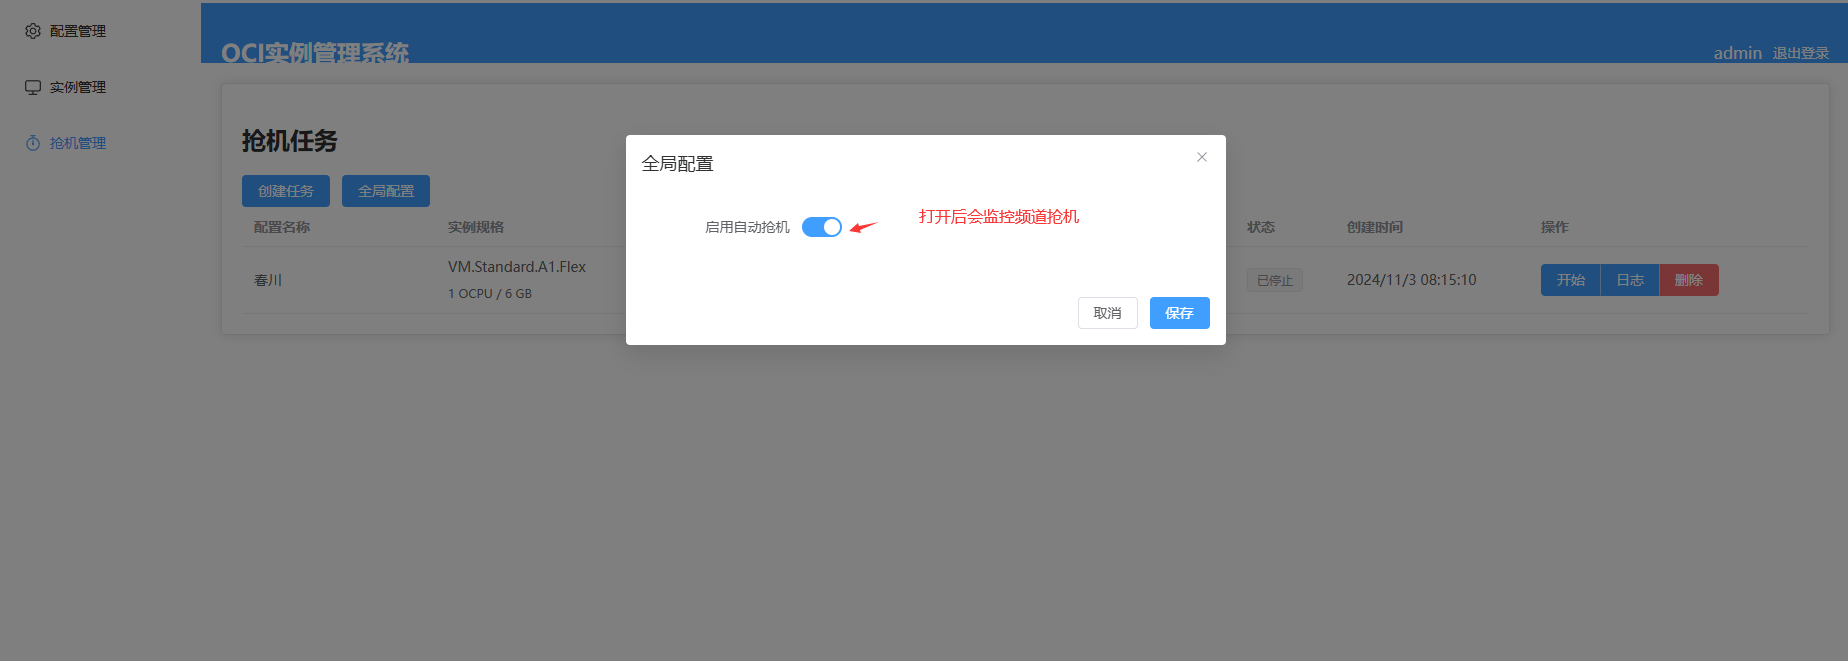 配置管理
实例管理
抢机管理
OCI实例管理系统
admin 退出登录
抢机任务
创建任务 全局配置
配置名称 实例规格 状态 创建时间 操作
春川 VM.Standard.A1.Flex 已停止 2024/11/3 08:15:10 开始 日志 删除
1 OCPU / 6 GB
全局配置
启用自动抢机
打开后会监控频道抢机
取消 保存